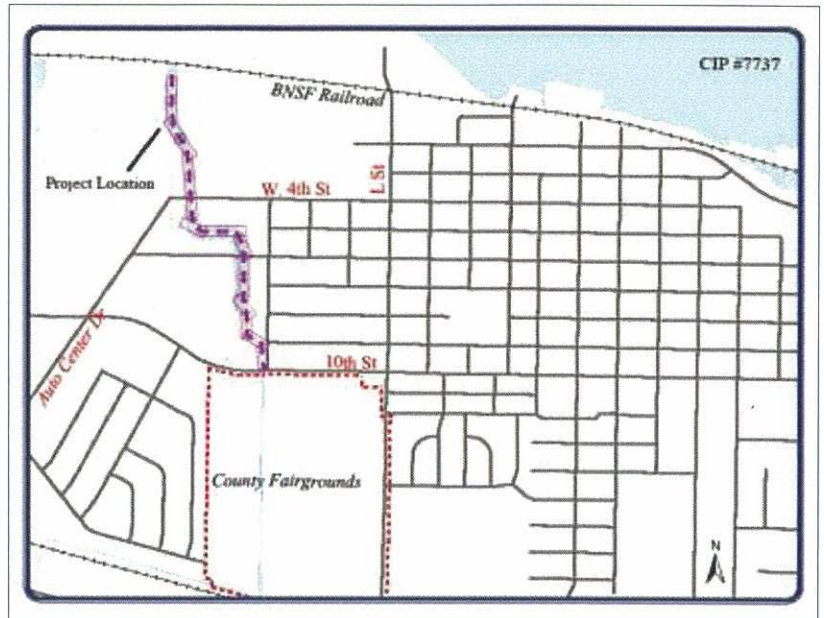 CIP #7737
BNSF Railroad
Project Location
W. 4th St
L St
Auto Center Dr
10th St
County Fairgrounds
N